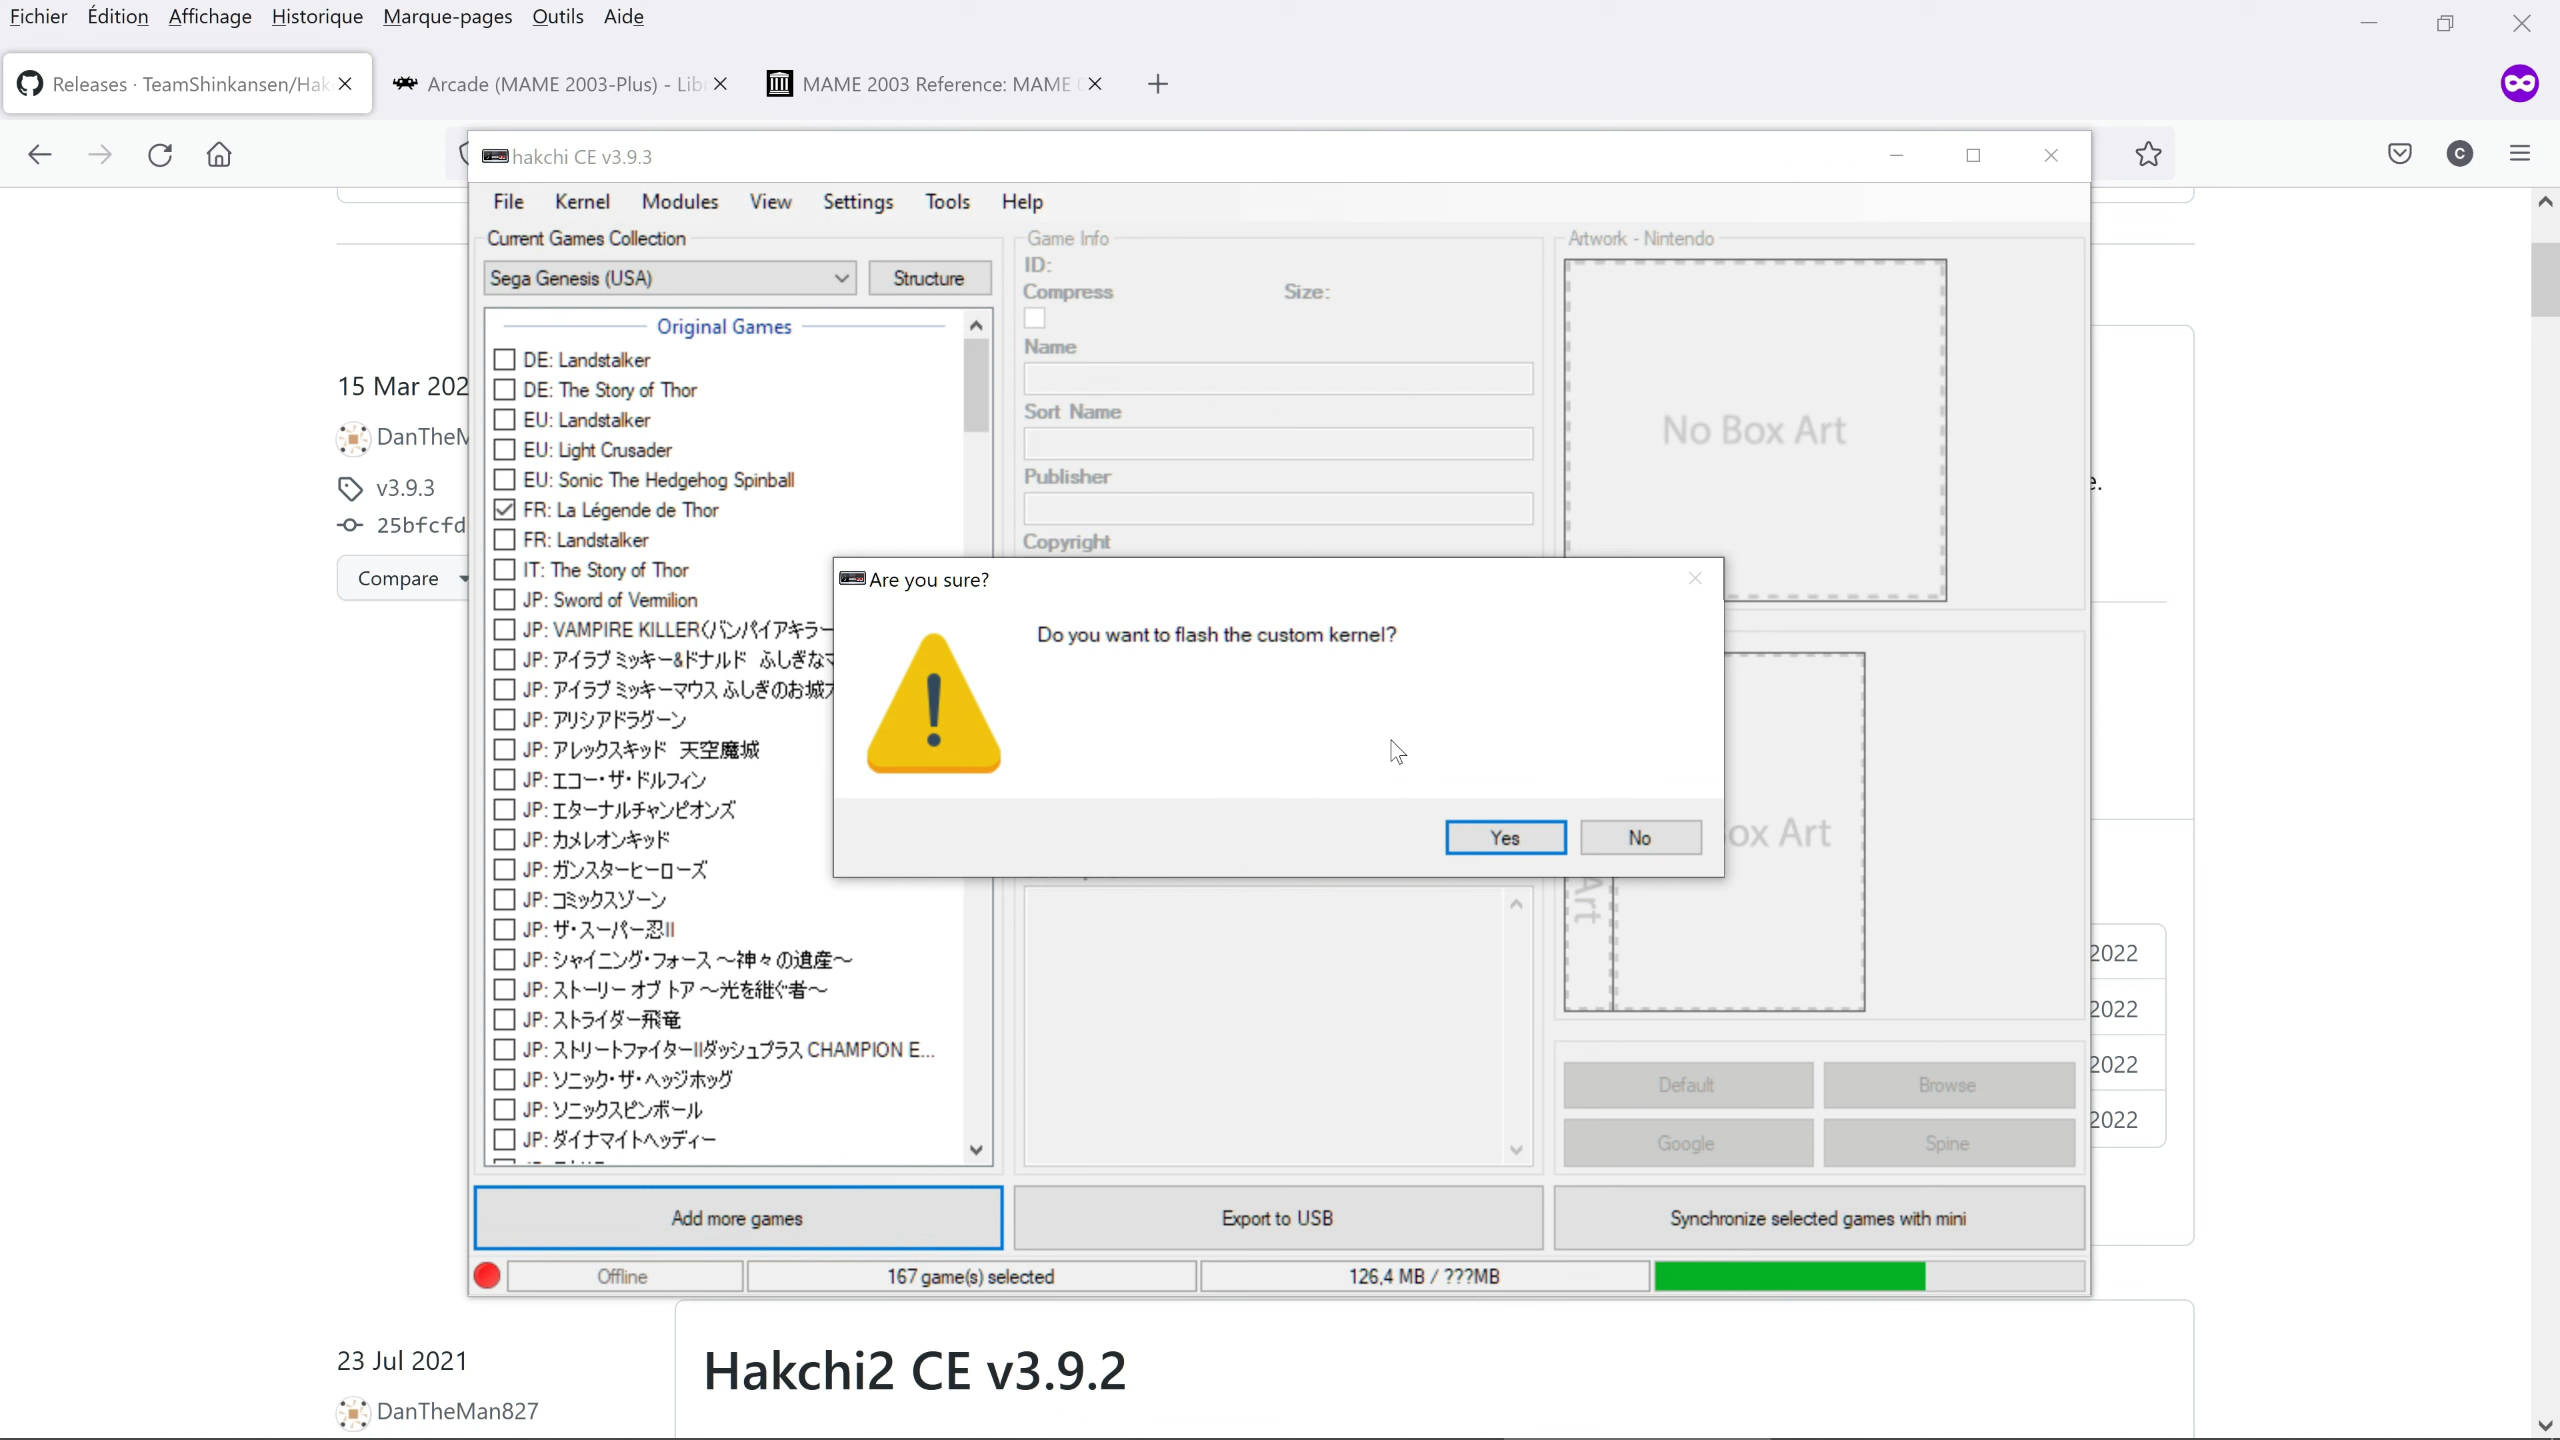 Fichier Édition Affichage Historique Marque-pages Outils Aide
Releases · TeamShinkansen/Hak
Arcade (MAME 2003-Plus) - Lib
MAME 2003 Reference: MAME
C
hakchi CE v3.9.3
File Kernel Modules View Settings Tools Help
Current Games Collection
Sega Genesis (USA)
Structure
Original Games
DE: Landstalker
DE: The Story of Thor
EU: Landstalker
EU: Light Crusader
EU: Sonic The Hedgehog Spinball
FR: La Légende de Thor
FR: Landstalker
IT: The Story of Thor
JP: Sword of Vermilion
JP: VAMPIRE KILLER(バンパイアキラー
JP: アイラブミッキー&ドナルド ふしぎなマ
JP: アイラブミッキーマウス ふしぎのお城大
JP: アリシアドラグーン
JP: アレックスキッド 天空魔城
JP: エコー・ザ・ドルフィン
JP: エターナルチャンピオンズ
JP: カメレオンキッド
JP: ガンスターヒーローズ
JP: コミックスゾーン
JP: ザ・スーパー忍II
JP: シャイニング・フォース ～神々の遺産～
JP: ストーリー オブ トア ～光を継ぐ者～
JP: ストライダー飛竜
JP: ストリートファイターIIダッシュプラス CHAMPION E...
JP: ソニック・ザ・ヘッジホッグ
JP: ソニックスピンボール
JP: ダイナマイトヘッディー
Game Info
ID:
Compress
Size:
Name
Sort Name
Publisher
Copyright
Artwork - Nintendo
No Box Art
Are you sure?
Do you want to flash the custom kernel?
Yes
No
ox Art
Art
Default
Browse
Google
Spine
Add more games
Export to USB
Synchronize selected games with mini
Offline
167 game(s) selected
126,4 MB / ???MB
15 Mar 202
DanTheM
v3.9.3
25bfcfd
Compare
e.
2022
2022
2022
2022
23 Jul 2021
DanTheMan827
Hakchi2 CE v3.9.2